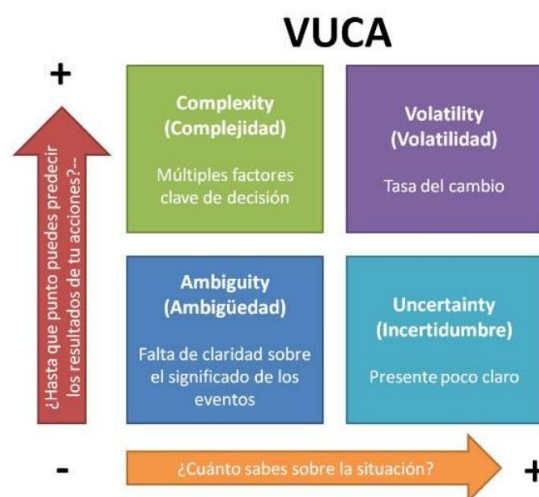 VUCA
+
Complexity
(Complejidad)
Múltiples factores
clave de decisión
Volatility
(Volatilidad)
Tasa del cambio
¿Hasta que punto puedes predecir
los resultados de tu acciones?--
Ambiguity
(Ambigüedad)
Falta de claridad sobre
el significado de los
eventos
Uncertainty
(Incertidumbre)
Presente poco claro
-
¿Cuánto sabes sobre la situación?
+